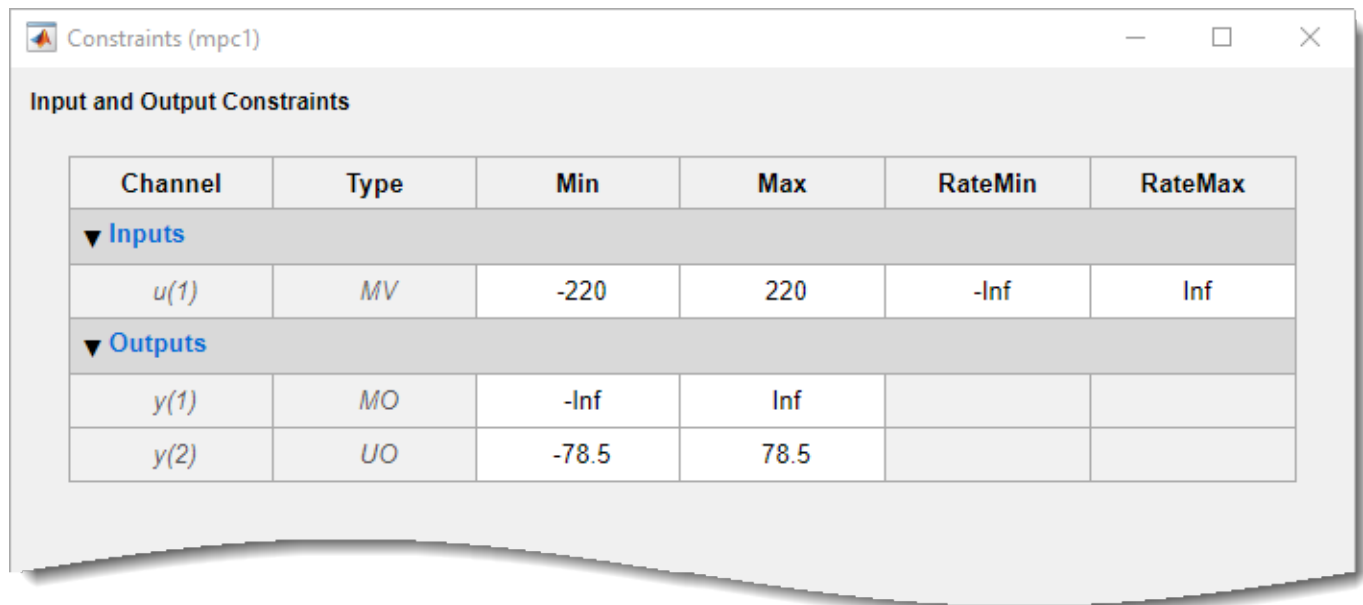 Constraints (mpc1)
Input and Output Constraints
Channel Type Min Max RateMin RateMax
Inputs
u(1) MV -220 220 -Inf Inf
Outputs
y(1) MO -Inf Inf
y(2) UO -78.5 78.5